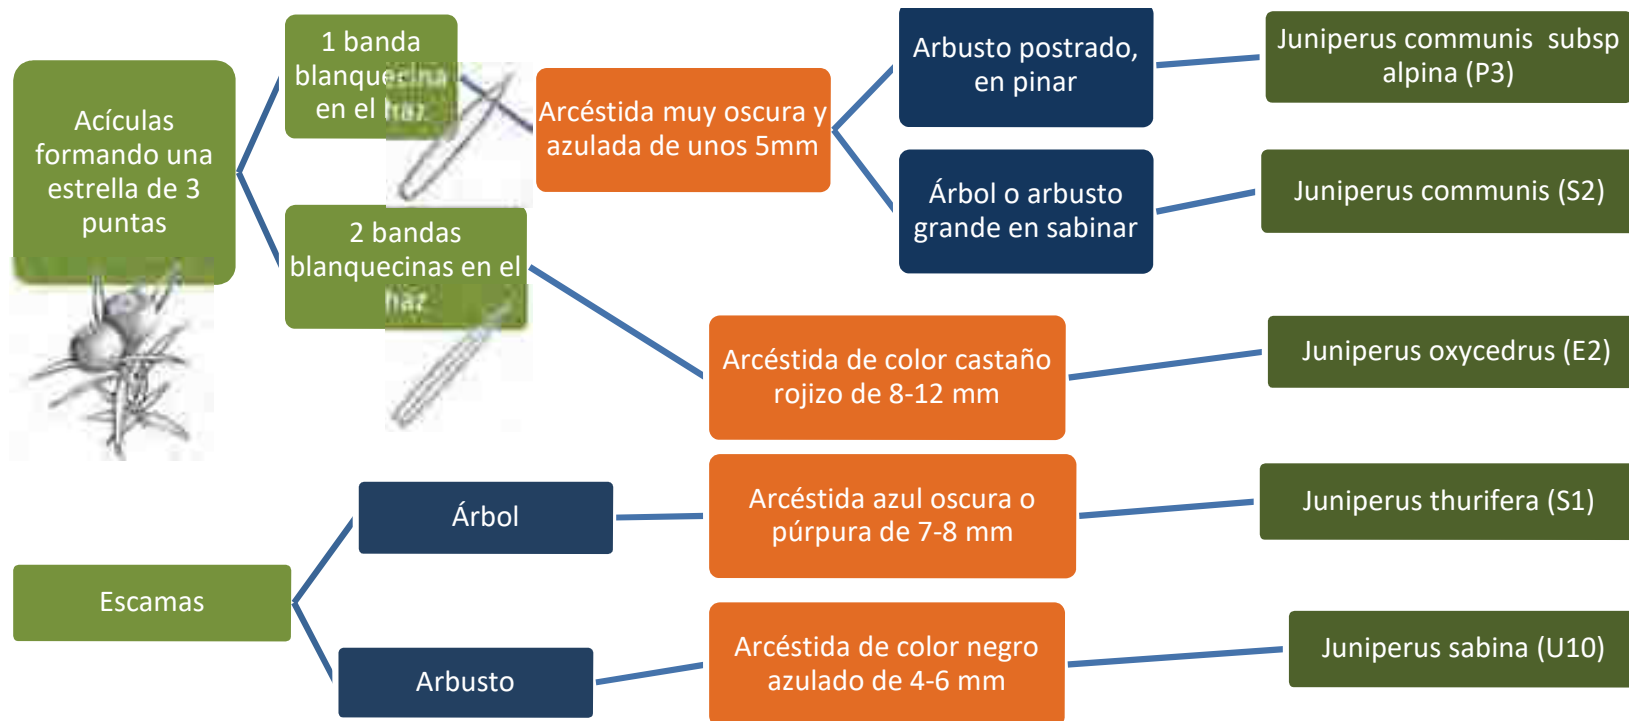 Acículas
formando una
estrella de 3
puntas
1 banda
blanquecina
en el haz
2 bandas
blanquecinas en el
haz
Arcéstida muy oscura y
azulada de unos 5mm
Arbusto postrado,
en pinar
Juniperus communis subsp
alpina (P3)
Árbol o arbusto
grande en sabinar
Juniperus communis (S2)
Arcéstida de color castaño
rojizo de 8-12 mm
Juniperus oxycedrus (E2)
Escamas
Árbol
Arcéstida azul oscura o
púrpura de 7-8 mm
Juniperus thurifera (S1)
Arbusto
Arcéstida de color negro
azulado de 4-6 mm
Juniperus sabina (U10)